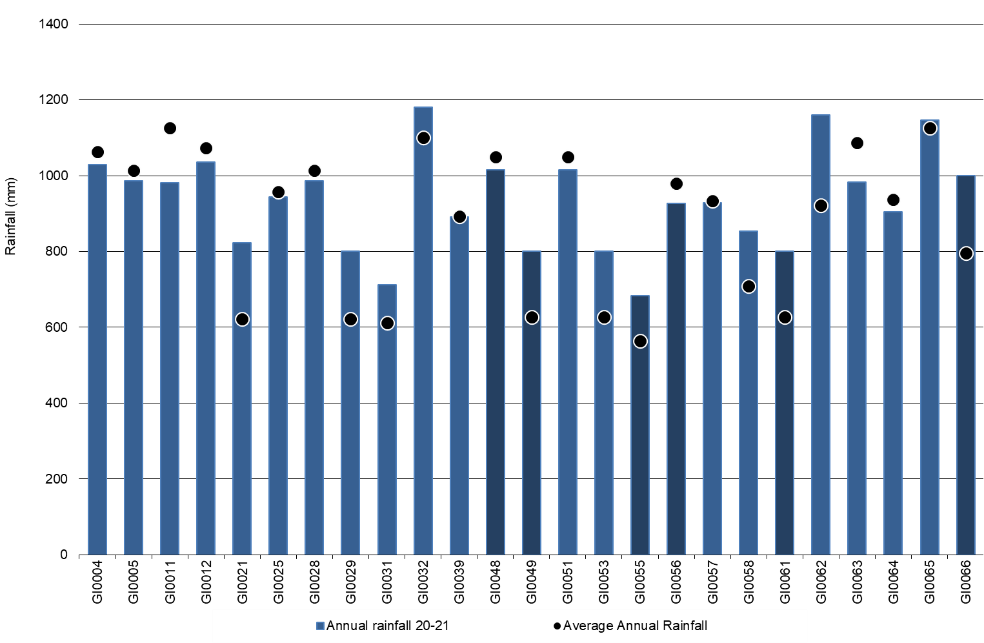 1400
1200
1000
800
600
400
200
0
Rainfall (mm)
GI0004
GI0005
GI0011
GI0012
GI0021
GI0025
GI0028
GI0029
GI0031
GI0032
GI0039
GI0048
GI0049
GI0051
GI0053
GI0055
GI0056
GI0057
GI0058
GI0061
GI0062
GI0063
GI0064
GI0065
GI0066
Annual rainfall 20-21 Average Annual Rainfall